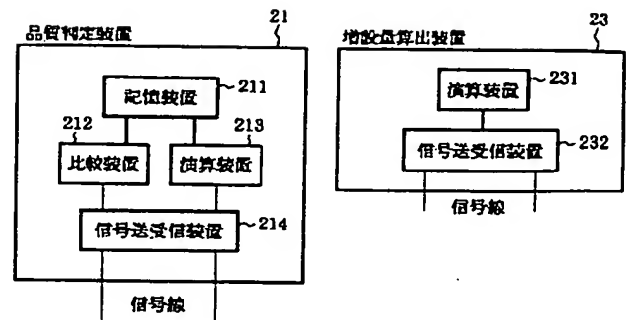 品質判定装置
21
記憶装置
211
212
比較装置
213
演算装置
信号送受信装置
214
信号線
増設量算出装置
23
演算装置
231
信号送受信装置
232
信号線